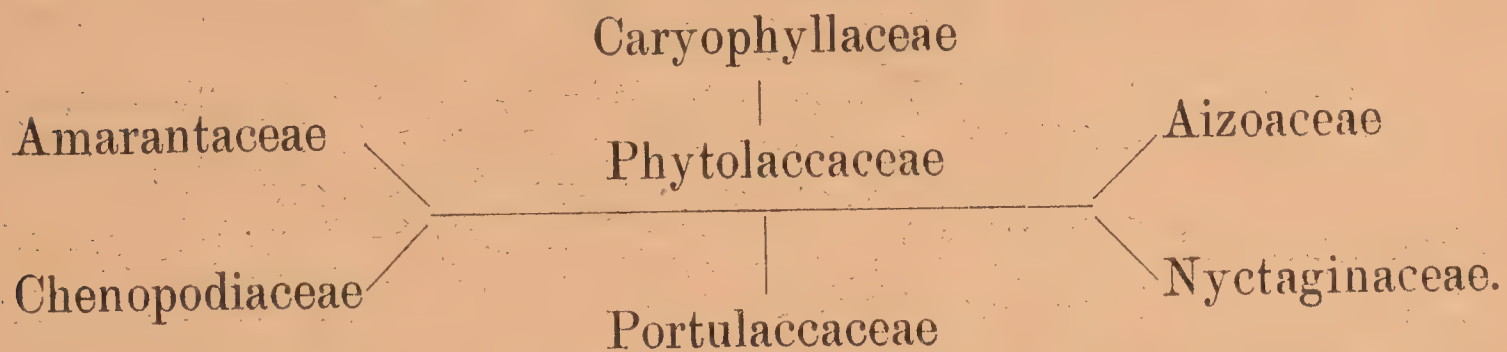 Caryophyllaceae
Amarantaceae
Aizoaceae
Phytolaccaceae
Chenopodiaceae
Nyctaginaceae.
Portulaccaceae